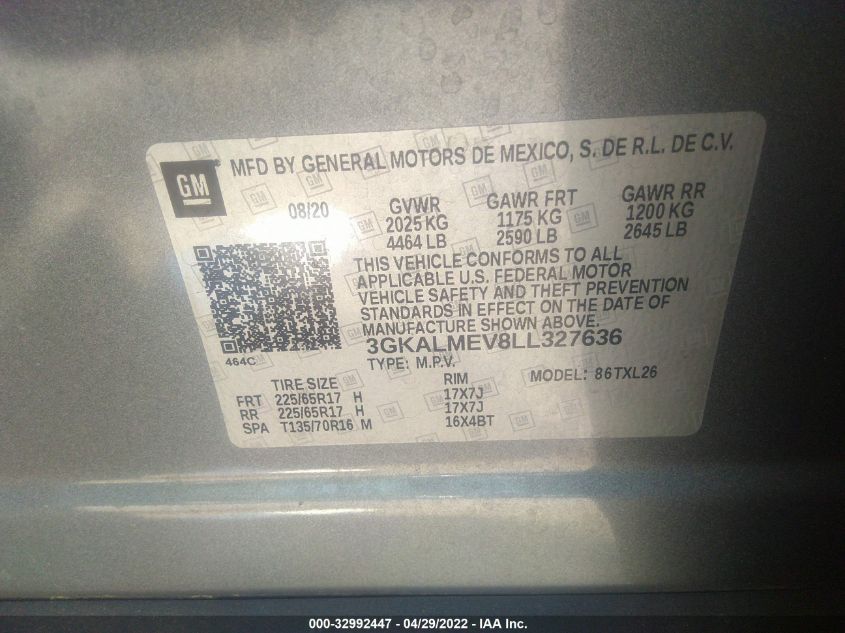 GM
MFD BY GENERAL MOTORS DE MEXICO, S. DE R.L. DE C.V.
08/20 GVWR GAWR FRT GAWR RR
2025 KG 1175 KG 1200 KG
4464 LB 2590 LB 2645 LB
THIS VEHICLE CONFORMS TO ALL
APPLICABLE U.S. FEDERAL MOTOR
VEHICLE SAFETY AND THEFT PREVENTION
STANDARDS IN EFFECT ON THE DATE OF
MANUFACTURE SHOWN ABOVE.
3GKALMEV8LL327636
464C
TYPE: M.P.V.
TIRE SIZE RIM MODEL: 86TXL26
FRT 225/65R17 H 17X7J
RR 225/65R17 H 17X7J
SPA T135/70R16 M 16X4BT
000-32992447 - 04/29/2022 - IAA Inc.